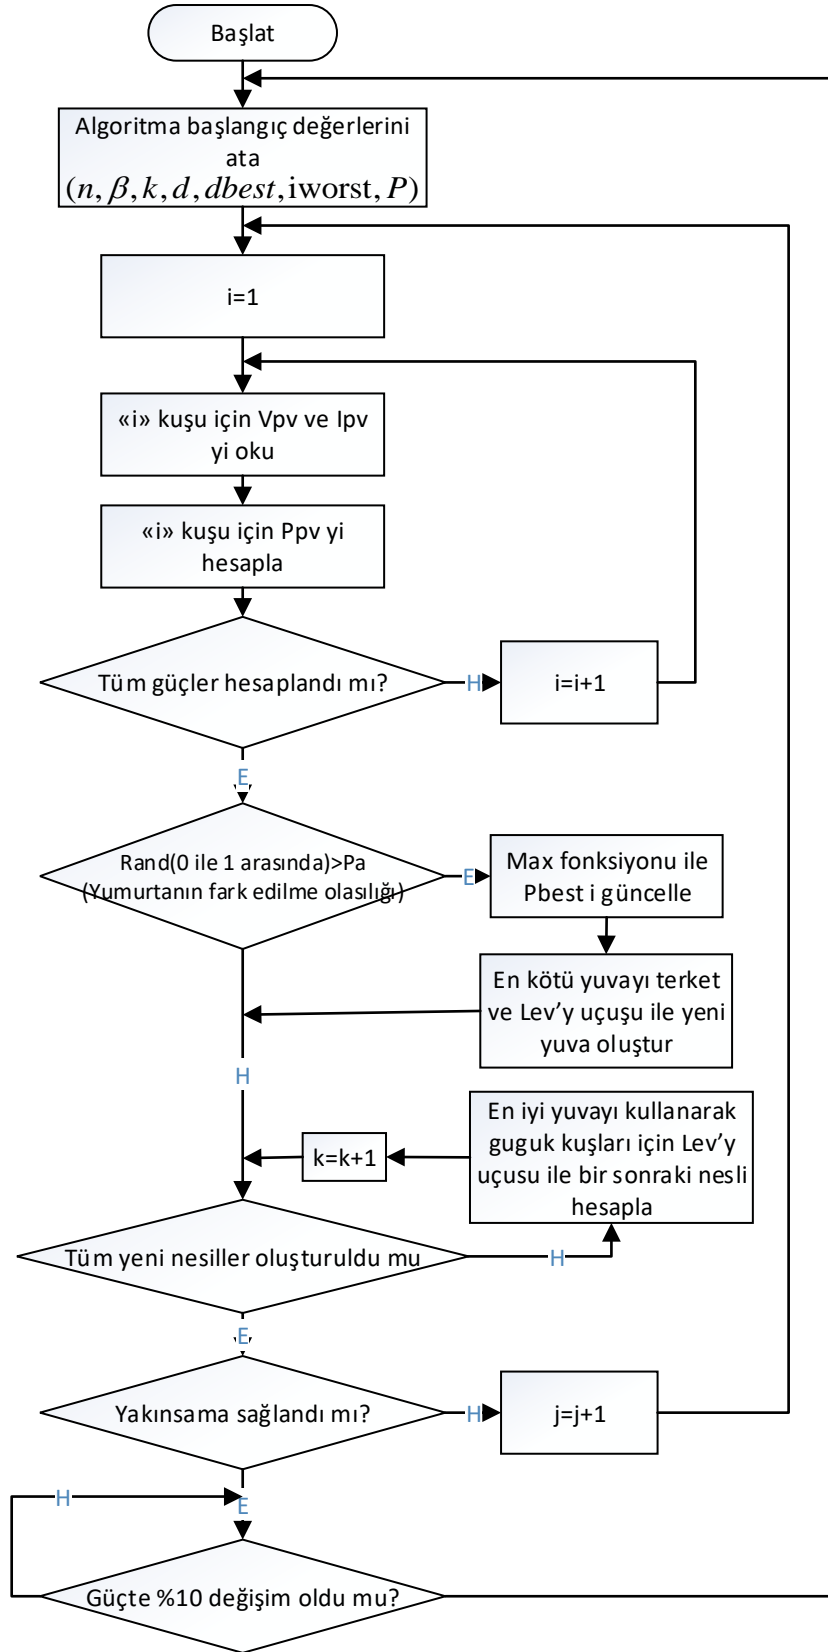 Başlat
Algoritma başlangıç değerlerini
ata
(n, β, k, d, dbest, iworst, P)
i=1
«i» kuşu için Vpv ve Ipv
yi oku
«i» kuşu için Ppv yi
hesapla
Tüm güçler hesaplandı mı?
H
i=i+1
E
Rand(0 ile 1 arasında)>Pa
(Yumurtanın fark edilme olasılığı)
E
Max fonksiyonu ile
Pbest i güncelle
En kötü yuvayı terket
ve Lev’y uçuşu ile yeni
yuva oluştur
H
En iyi yuvayı kullanarak
guguk kuşları için Lev’y
uçusu ile bir sonraki nesli
hesapla
k=k+1
Tüm yeni nesiller oluşturuldu mu
H
E
Yakınsama sağlandı mı?
H
j=j+1
H
E
Güçte %10 değişim oldu mu?